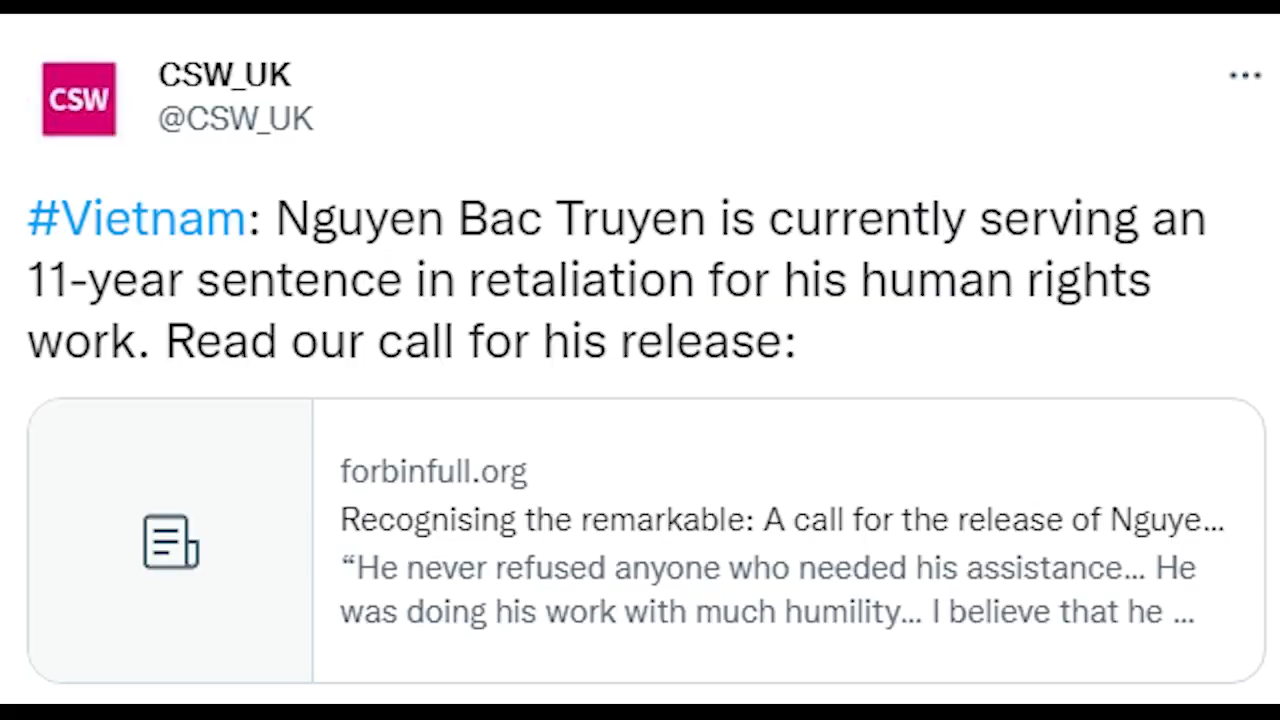 CSW
CSW_UK
@CSW_UK
#Vietnam: Nguyen Bac Truyen is currently serving an
11-year sentence in retaliation for his human rights
work. Read our call for his release:
forbinfull.org
Recognising the remarkable: A call for the release of Nguye...
“He never refused anyone who needed his assistance... He
was doing his work with much humility... I believe that he ...